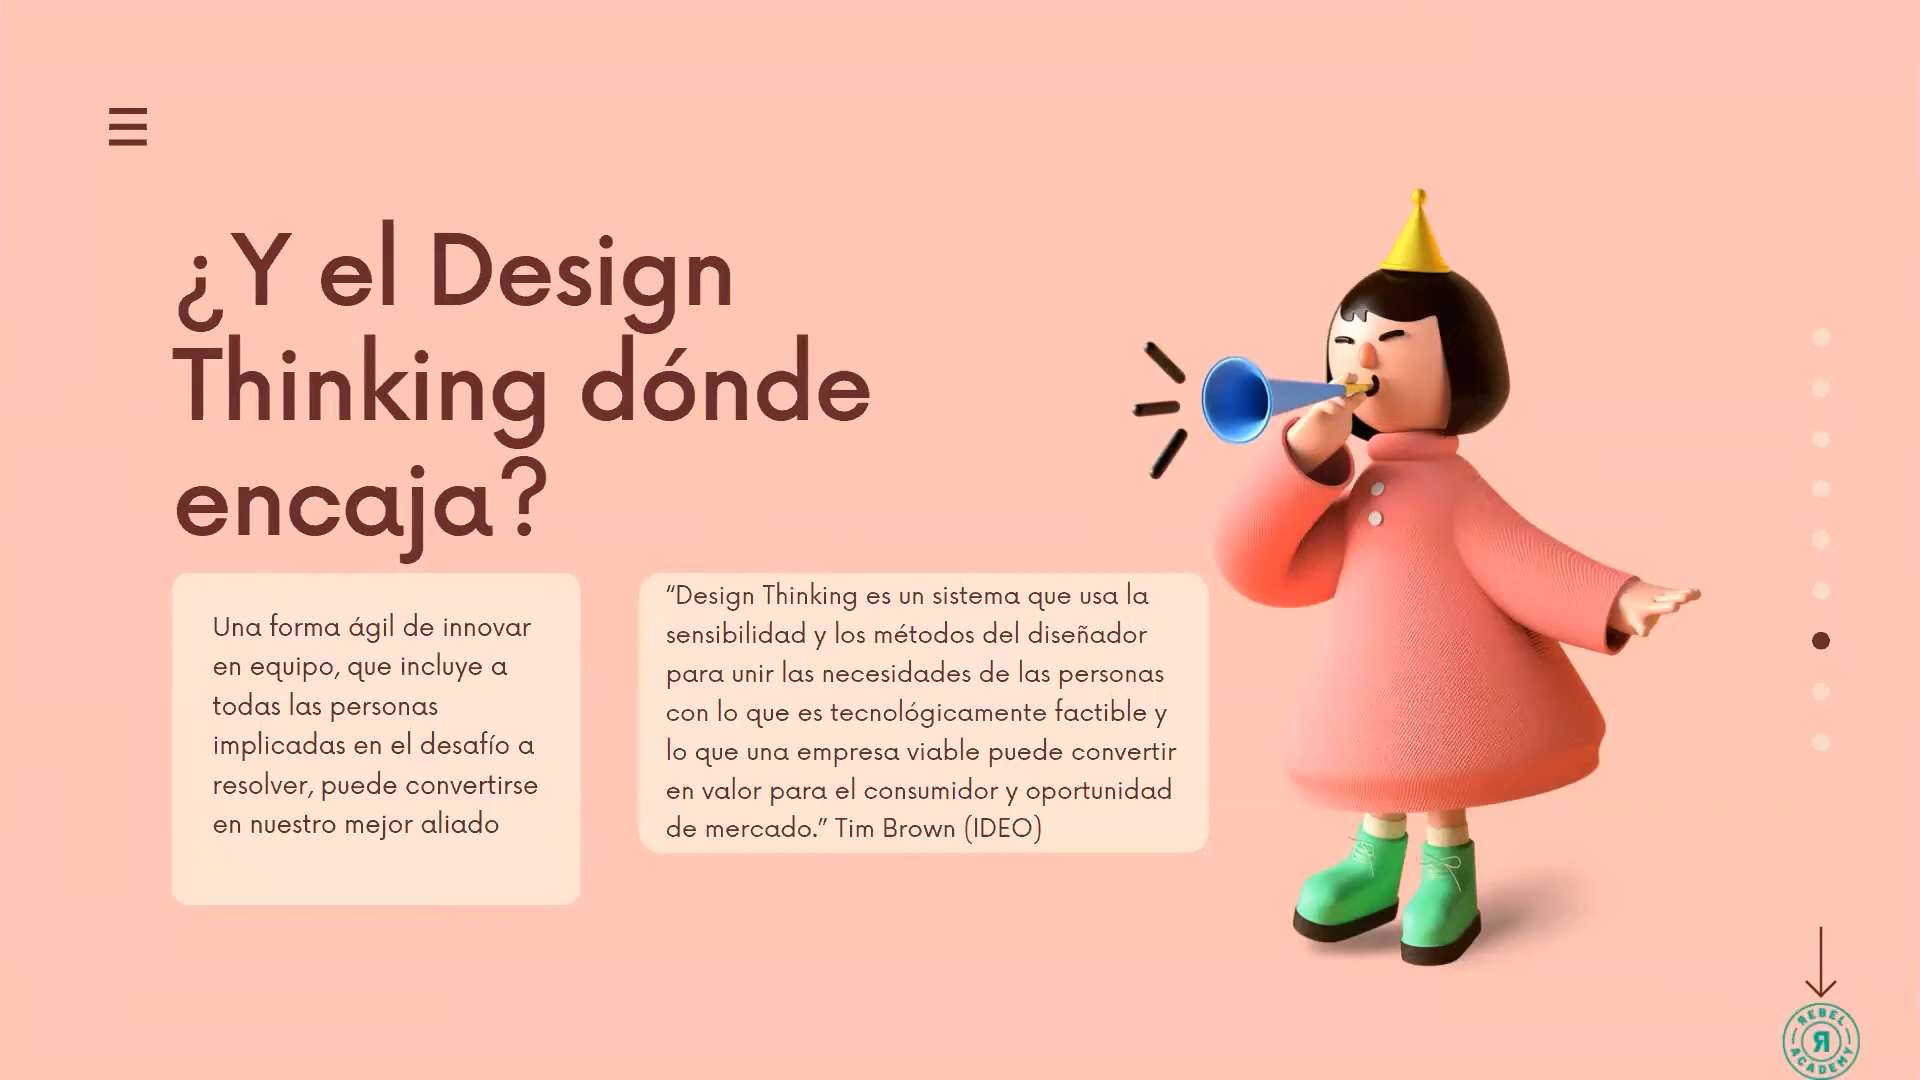 ¿Y el Design
Thinking dónde
encaja?
Una forma ágil de innovar
en equipo, que incluye a
todas las personas
implicadas en el desafío a
resolver, puede convertirse
en nuestro mejor aliado
“Design Thinking es un sistema que usa la
sensibilidad y los métodos del diseñador
para unir las necesidades de las personas
con lo que es tecnológicamente factible y
lo que una empresa viable puede convertir
en valor para el consumidor y oportunidad
de mercado.” Tim Brown (IDEO)
ЯEBEL
Я
ACADEMY